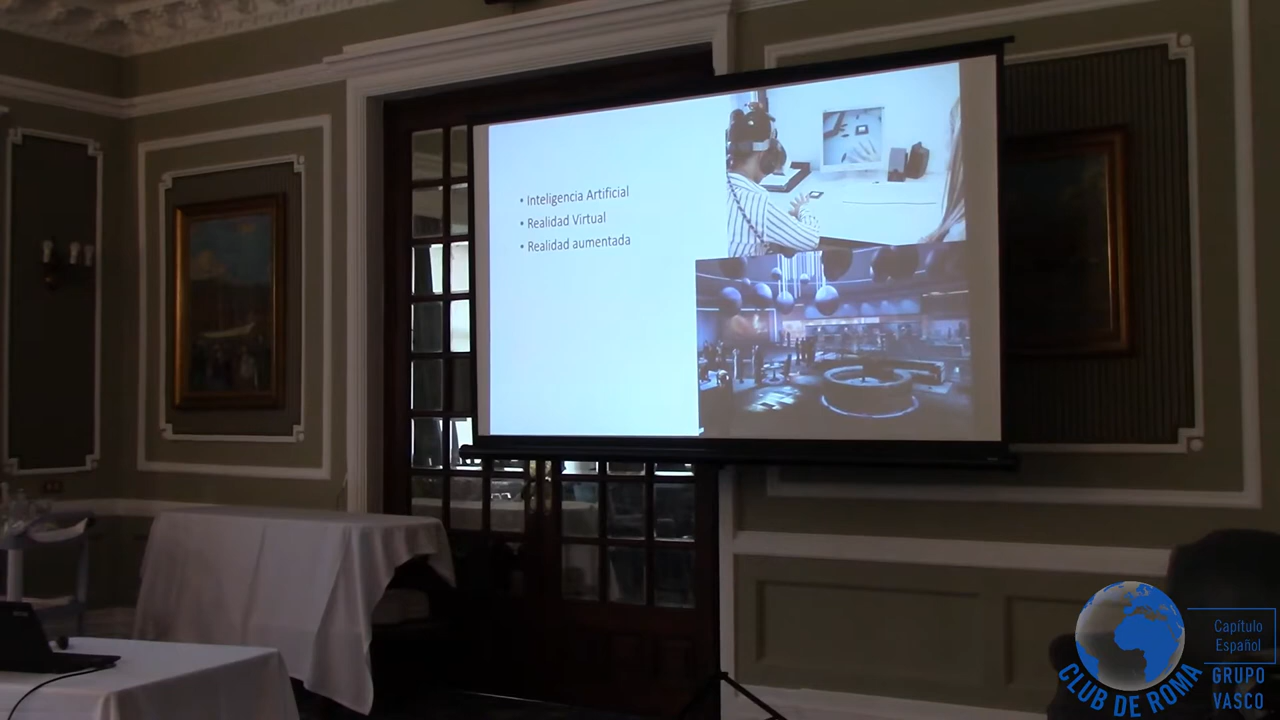 • Inteligencia Artificial
• Realidad Virtual
• Realidad aumentada
Capítulo
Español
GRUPO
VASCO
CLUB DE ROMA